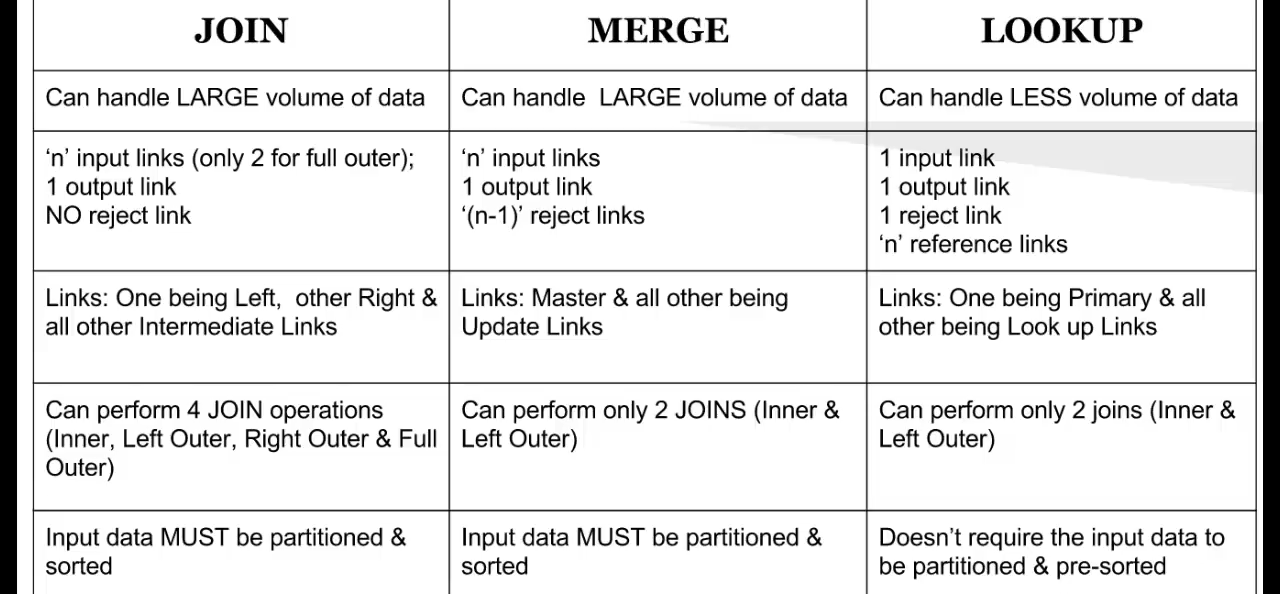 JOIN
MERGE
LOOKUP
Can handle LARGE volume of data
Can handle LARGE volume of data
Can handle LESS volume of data
‘n’ input links (only 2 for full outer);
1 output link
NO reject link
‘n’ input links
1 output link
‘(n-1)’ reject links
1 input link
1 output link
1 reject link
‘n’ reference links
Links: One being Left, other Right &
all other Intermediate Links
Links: Master & all other being
Update Links
Links: One being Primary & all
other being Look up Links
Can perform 4 JOIN operations
(Inner, Left Outer, Right Outer & Full
Outer)
Can perform only 2 JOINS (Inner &
Left Outer)
Can perform only 2 joins (Inner &
Left Outer)
Input data MUST be partitioned &
sorted
Input data MUST be partitioned &
sorted
Doesn’t require the input data to
be partitioned & pre-sorted